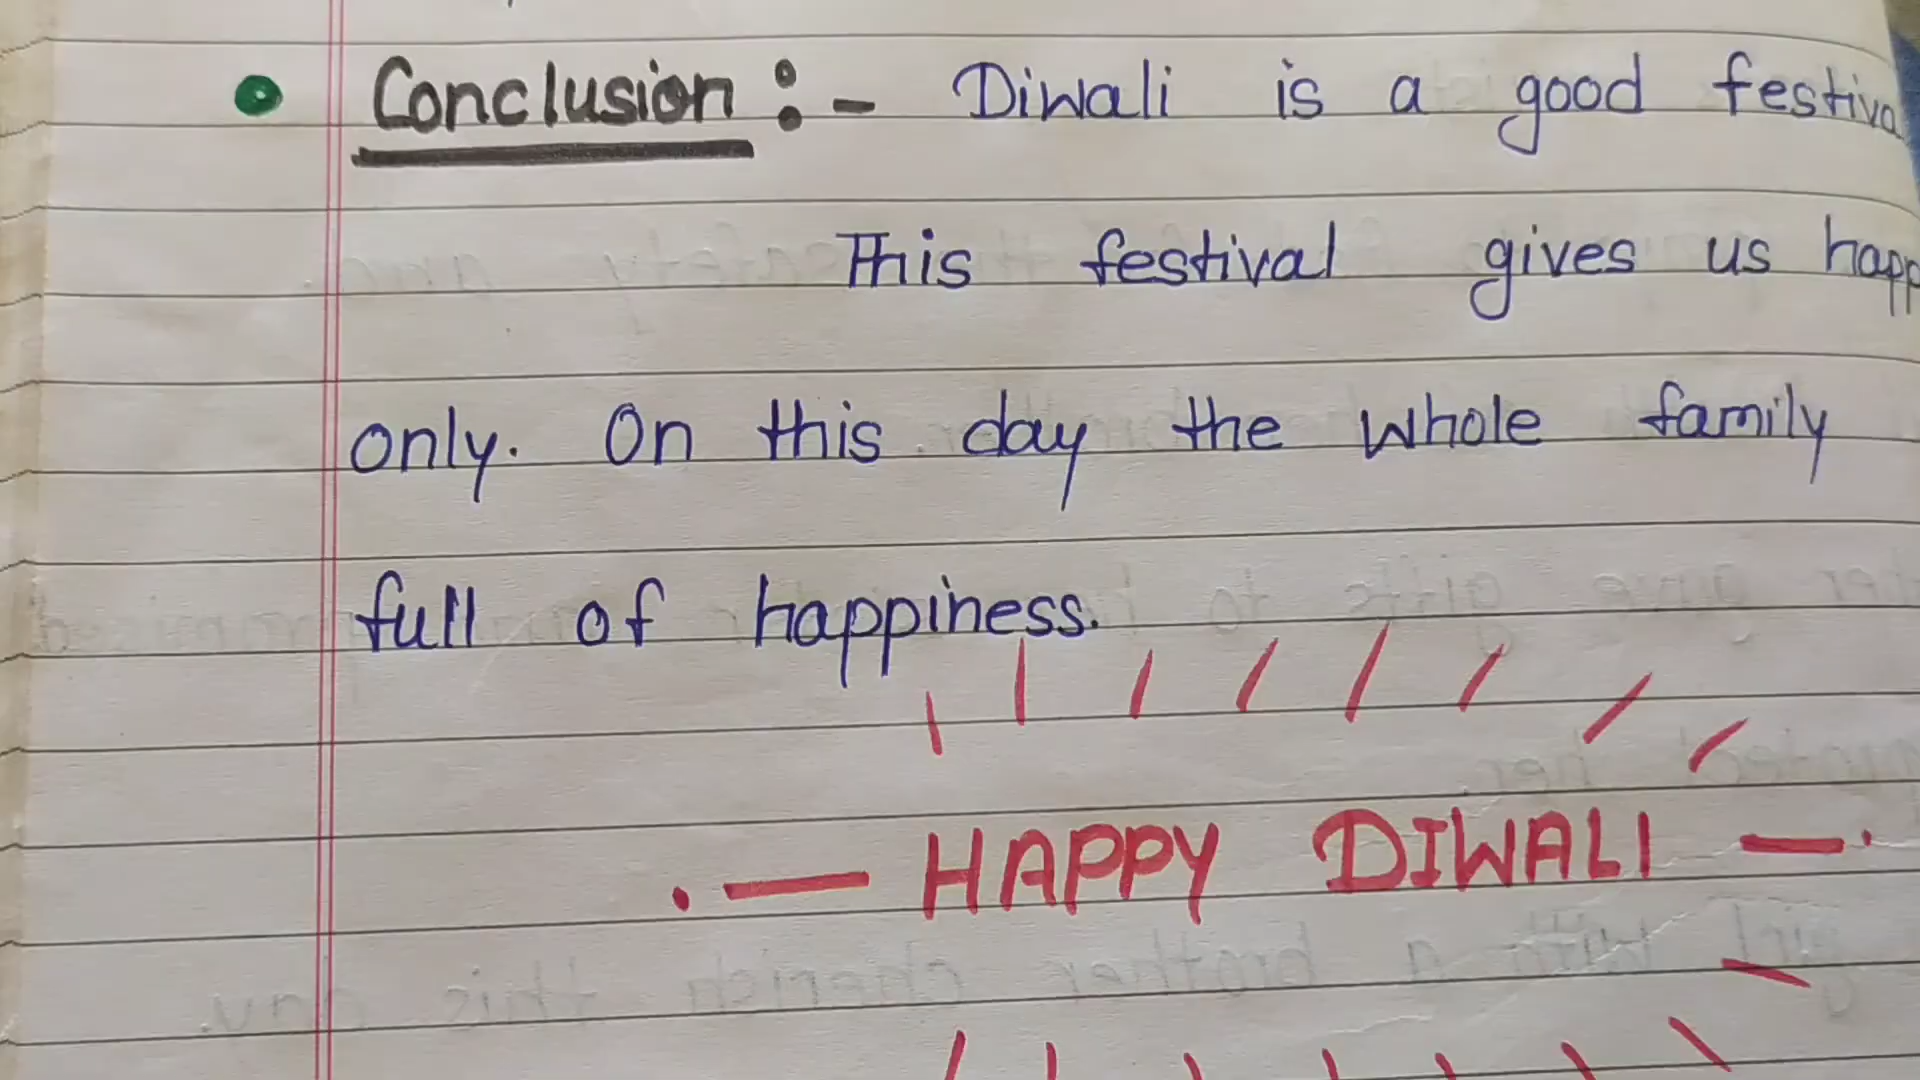 Conclusion :- Diwali is a good festiva
This festival gives us happ
only. On this day the whole family
full of happiness.
HAPPY DIWALI